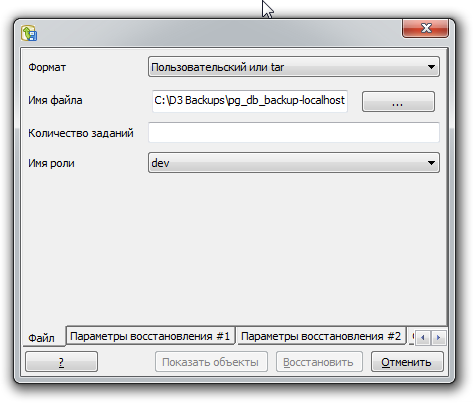 Формат Пользовательский или tar
Имя файла C:\D3 Backups\pg_db_backup-localhost ...
Количество заданий
Имя роли dev
Файл Параметры восстановления #1 Параметры восстановления #2
? Показать объекты Восстановить Отменить